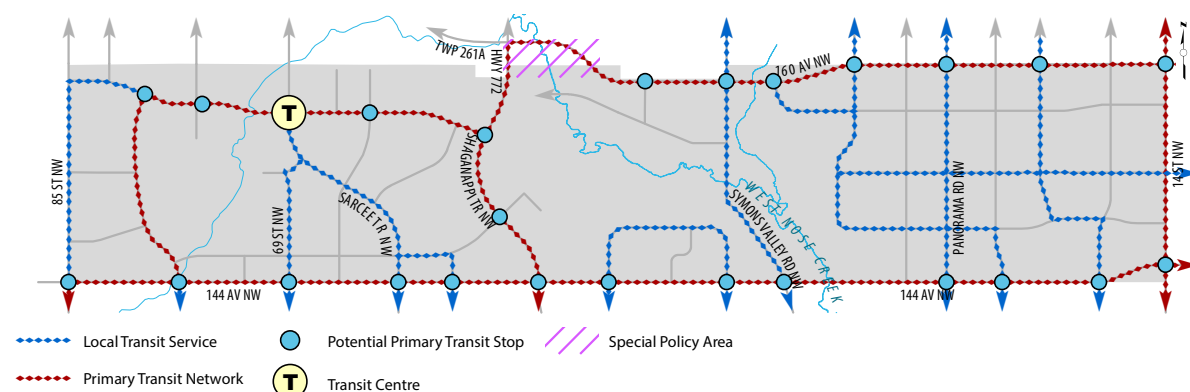 TWP 261A
HWY 772
160 AV NW
85 ST NW
T
SHAGANAPPI TR NW
SARCEE TR NW
69 ST NW
WEST NOSE CREEK
SYMONS VALLEY RD NW
PANORAMA RD NW
14 ST NW
144 AV NW
144 AV NW
Local Transit Service
Potential Primary Transit Stop
Special Policy Area
Primary Transit Network
T
Transit Centre